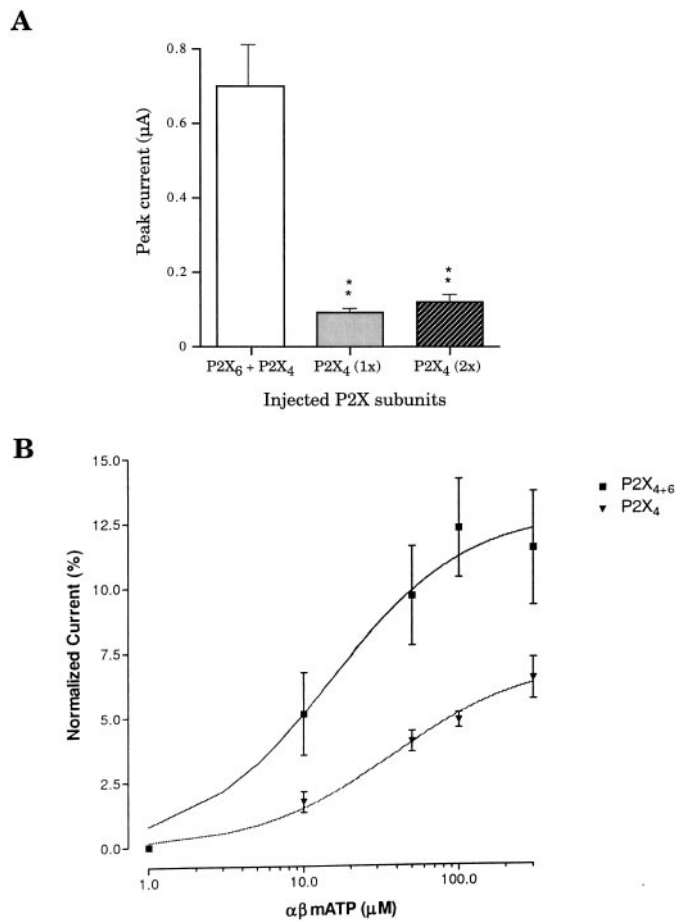 A
0.8
0.6
0.4
0.2
0
Peak current (µA)
* *
* *
P2X₆ + P2X₄
P2X₄ (1x)
P2X₄ (2x)
Injected P2X subunits
B
15.0
12.5
10.0
7.5
5.0
2.5
0.0
Normalized Current (%)
P2X₄₊₆
P2X₄
1.0
10.0
100.0
αβmATP (µM)